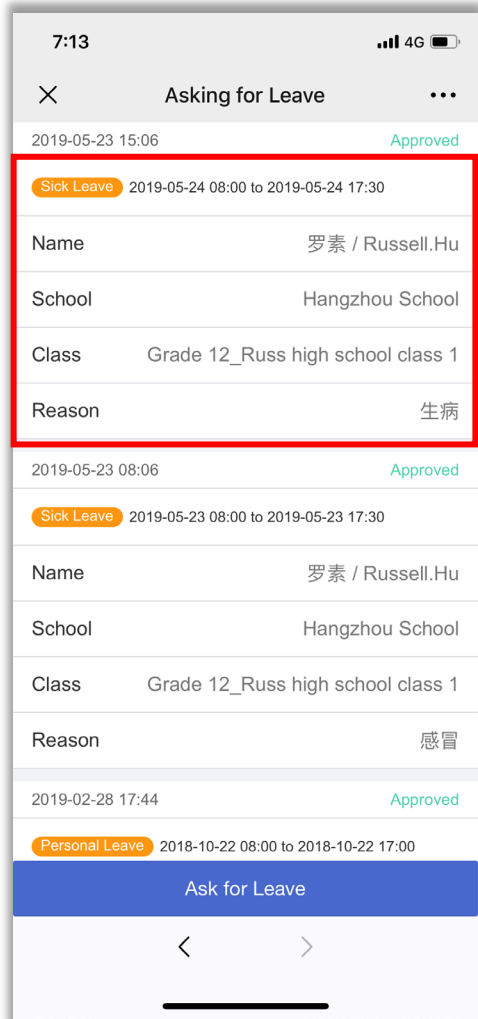 7:13 4G
Asking for Leave
2019-05-23 15:06 Approved
Sick Leave 2019-05-24 08:00 to 2019-05-24 17:30
Name 罗素 / Russell.Hu
School Hangzhou School
Class Grade 12_Russ high school class 1
Reason 生病
2019-05-23 08:06 Approved
Sick Leave 2019-05-23 08:00 to 2019-05-23 17:30
Name 罗素 / Russell.Hu
School Hangzhou School
Class Grade 12_Russ high school class 1
Reason 感冒
2019-02-28 17:44 Approved
Personal Leave 2018-10-22 08:00 to 2018-10-22 17:00
Ask for Leave